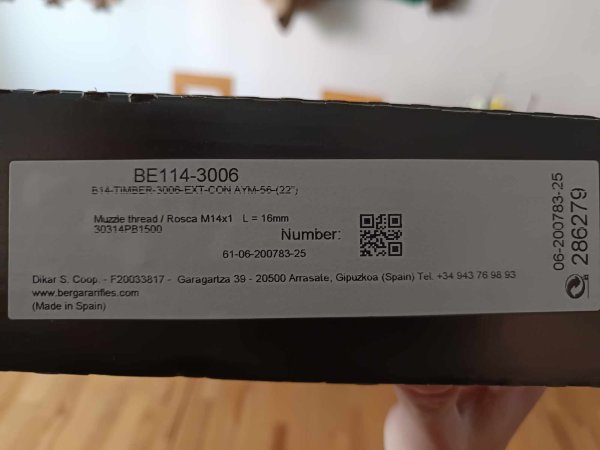 BE114-3006
B14-TIMBER-3006-EXT-CON.AYM-56-(22")
Muzzle thread / Rosca M14x1 L = 16mm
30314PB1500
Number:
61-06-200783-25
Dikar S. Coop. - F20033817 - Garagartza 39 - 20500 Arrasate, Gipuzkoa (Spain) Tel. +34 943 76 98 93
www.bergararifles.com
(Made in Spain)
06-200783-25
286279